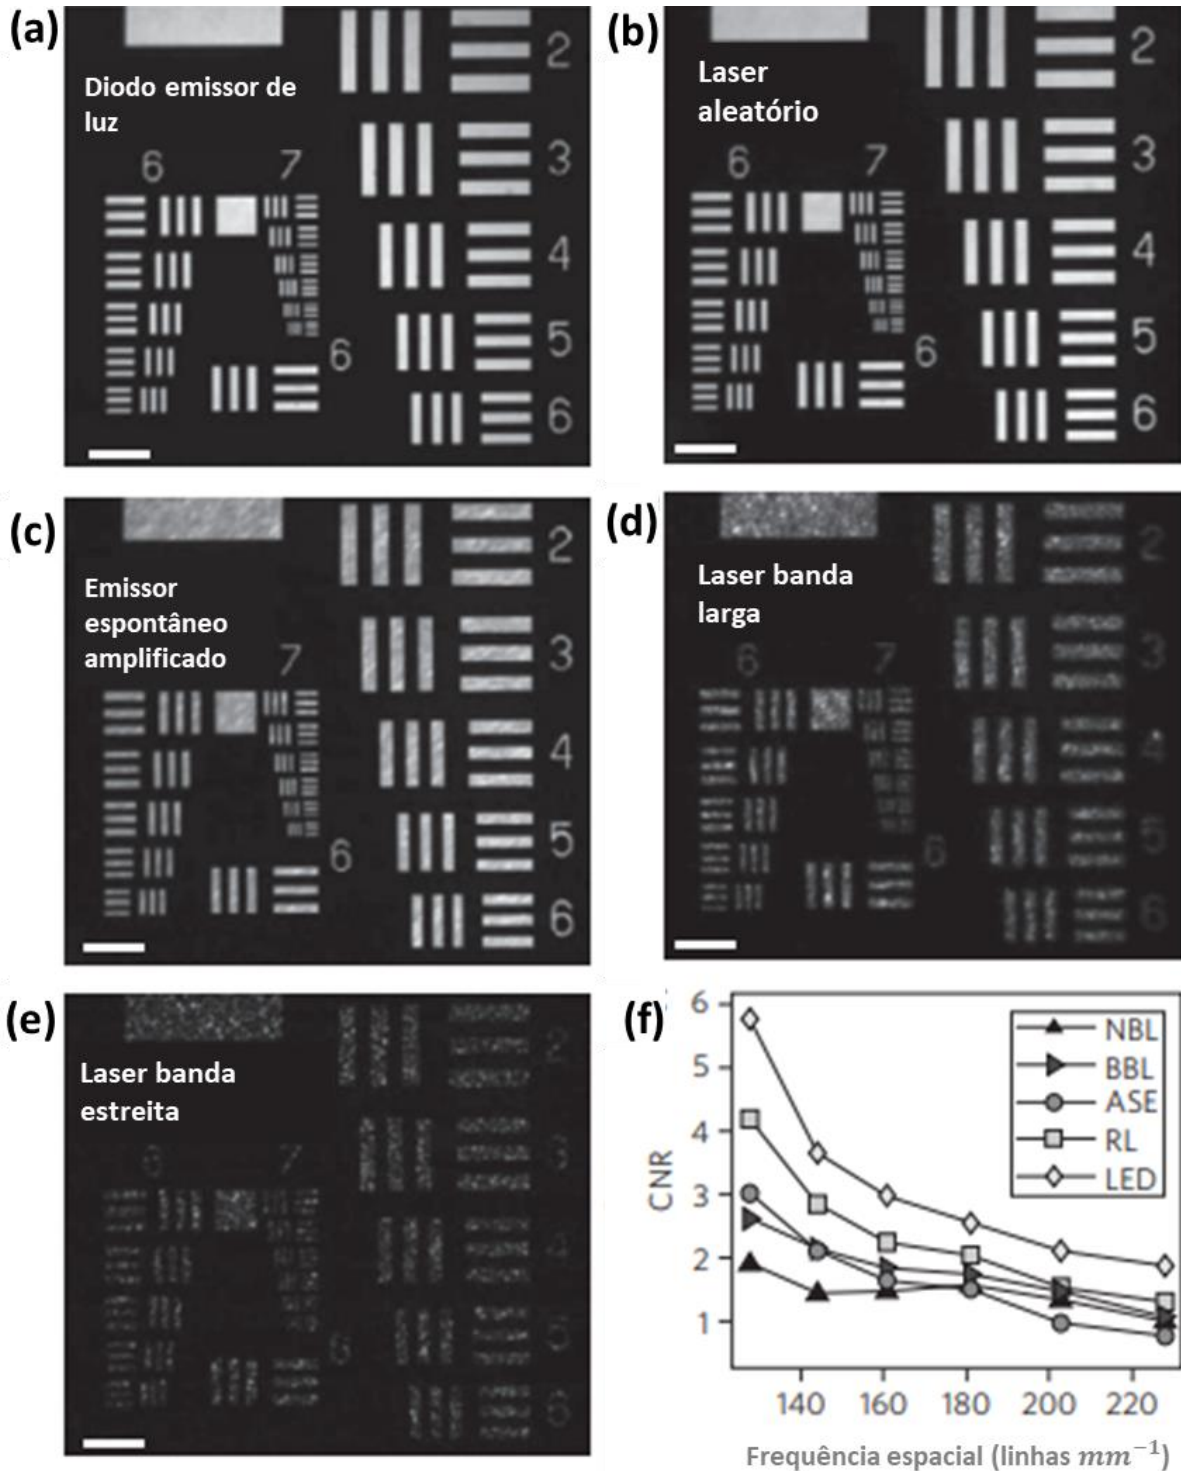 (a)
Diodo emissor de
luz
2
3
4
5
6
6
7
6
(b)
Laser
aleatório
2
3
4
5
6
6
7
6
(c)
Emissor
espontâneo
amplificado
2
3
4
5
6
7
6
(d)
Laser banda
larga
2
3
4
5
6
6
7
6
(e)
Laser banda
estreita
2
3
4
5
6
6
7
6
(f)
6
5
4
3
2
1
CNR
NBL
BBL
ASE
RL
LED
140 160 180 200 220
Frequência espacial (linhas mm⁻¹)